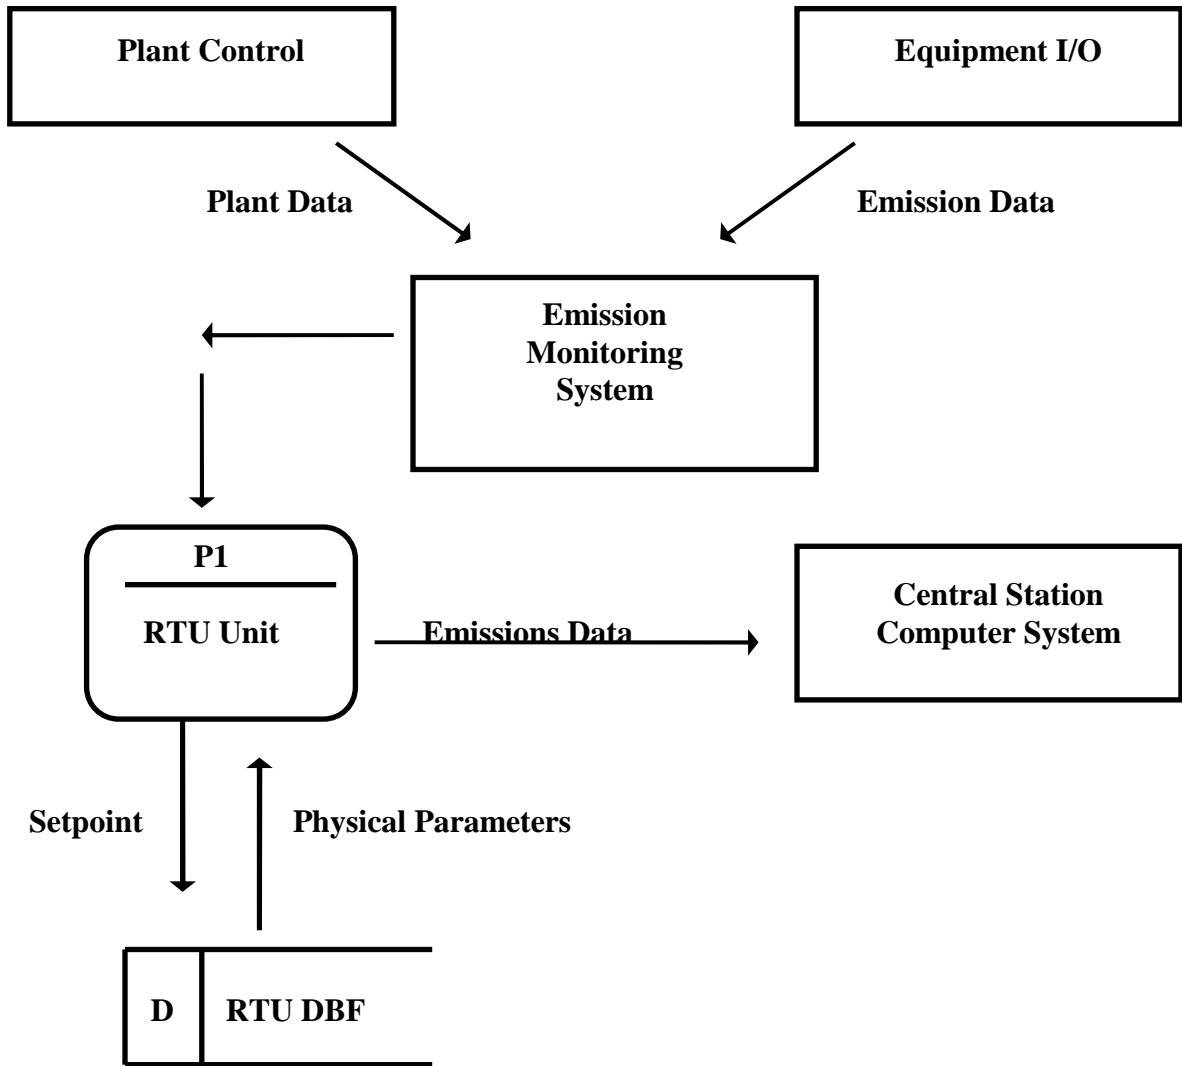 Plant Control
Equipment I/O
Plant Data
Emission Data
Emission
Monitoring
System
P1
RTU Unit
Emissions Data
Central Station
Computer System
Setpoint
Physical Parameters
D
RTU DBF